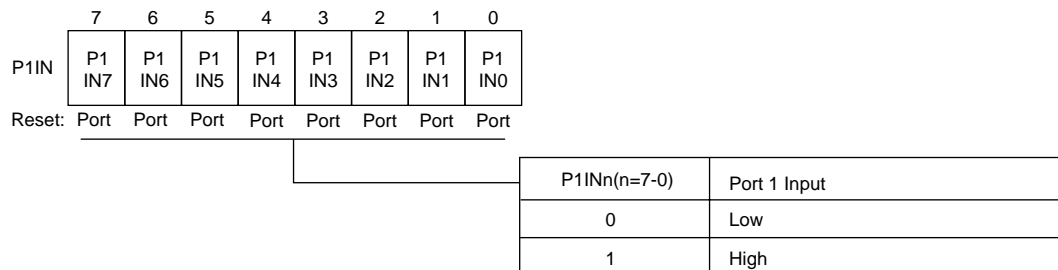 7 6 5 4 3 2 1 0
P1IN P1 IN7 P1 IN6 P1 IN5 P1 IN4 P1 IN3 P1 IN2 P1 IN1 P1 IN0
Reset: Port Port Port Port Port Port Port Port
P1INn(n=7-0) Port 1 Input
0 Low
1 High